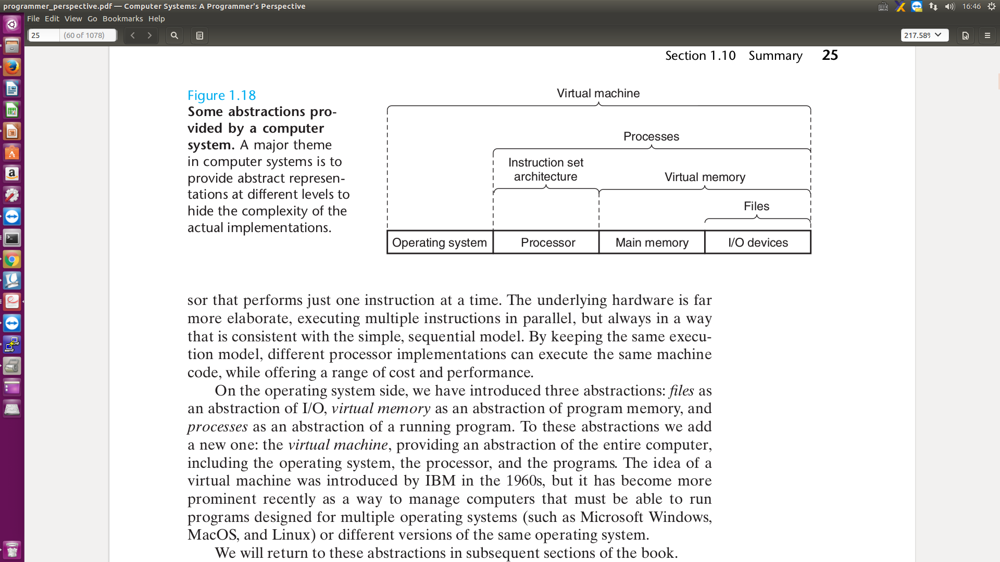 programmer_perspective.pdf — Computer Systems: A Programmer's Perspective
16:46
File Edit View Go Bookmarks Help
25 (60 of 1078)
217.58%
Section 1.10 Summary 25
Figure 1.18
Some abstractions pro-
vided by a computer
system. A major theme
in computer systems is to
provide abstract represen-
tations at different levels to
hide the complexity of the
actual implementations.
Virtual machine
Processes
Instruction set
architecture
Virtual memory
Files
Operating system Processor Main memory I/O devices
sor that performs just one instruction at a time. The underlying hardware is far
more elaborate, executing multiple instructions in parallel, but always in a way
that is consistent with the simple, sequential model. By keeping the same execu-
tion model, different processor implementations can execute the same machine
code, while offering a range of cost and performance.
On the operating system side, we have introduced three abstractions: files as
an abstraction of I/O, virtual memory as an abstraction of program memory, and
processes as an abstraction of a running program. To these abstractions we add
a new one: the virtual machine, providing an abstraction of the entire computer,
including the operating system, the processor, and the programs. The idea of a
virtual machine was introduced by IBM in the 1960s, but it has become more
prominent recently as a way to manage computers that must be able to run
programs designed for multiple operating systems (such as Microsoft Windows,
MacOS, and Linux) or different versions of the same operating system.
We will return to these abstractions in subsequent sections of the book.